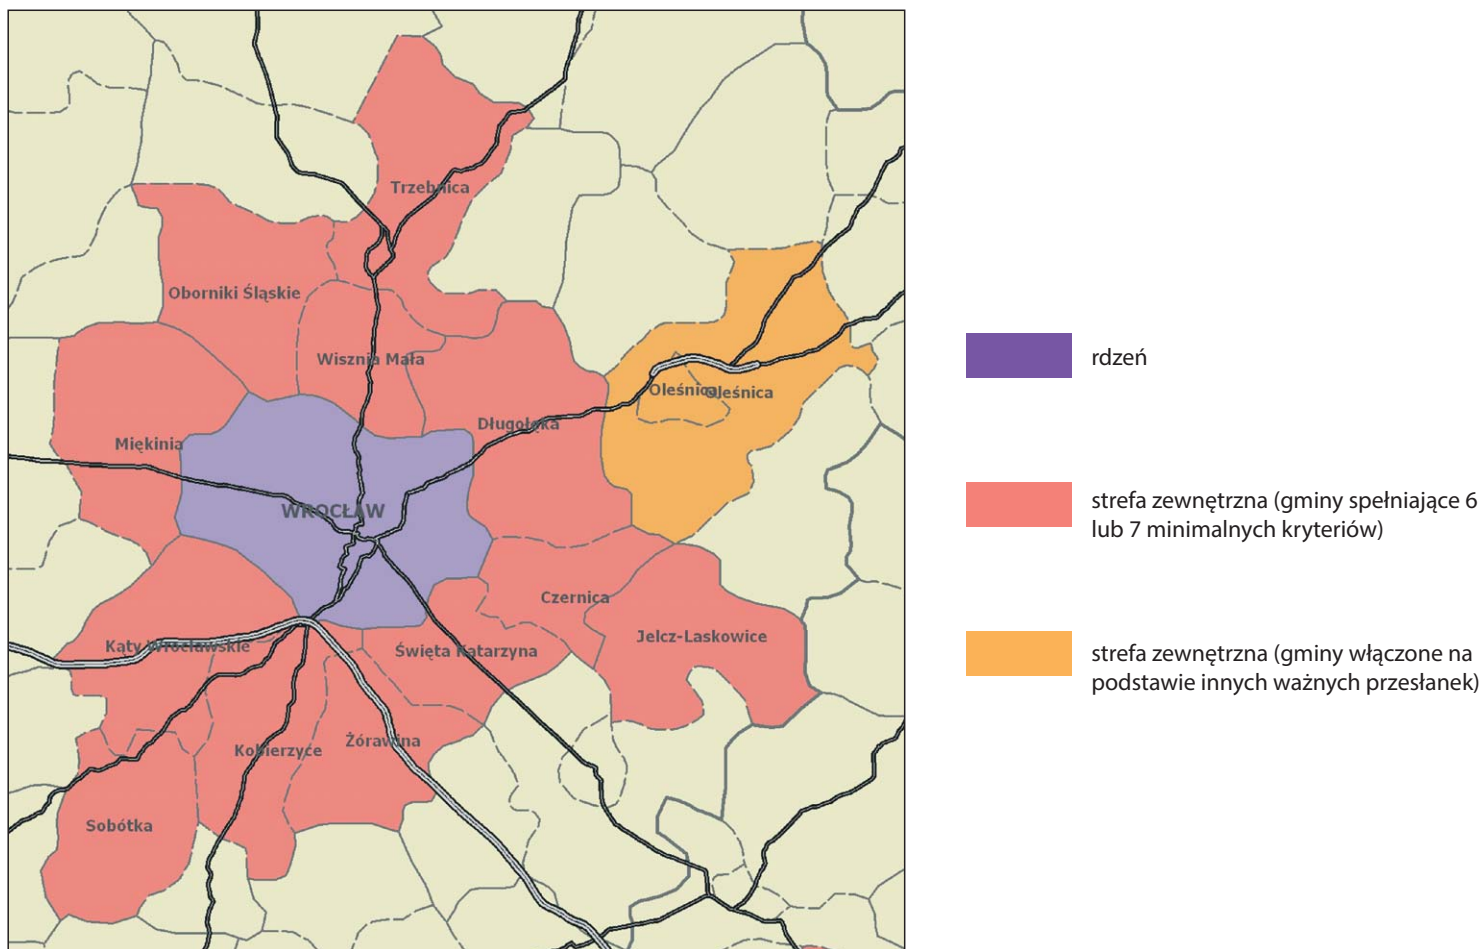 Trzebnica
Oborniki Śląskie
Wisznia Mała
Oleśnica
Oleśnica
Długołęka
Miękinia
WROCŁAW
Czernica
Jelcz-Laskowice
Kąty Wrocławskie
Święta Katarzyna
Kobierzyce
Żórawina
Sobótka
rdzeń
strefa zewnętrzna (gminy spełniające 6
lub 7 minimalnych kryteriów)
strefa zewnętrzna (gminy włączone na
podstawie innych ważnych przesłanek)